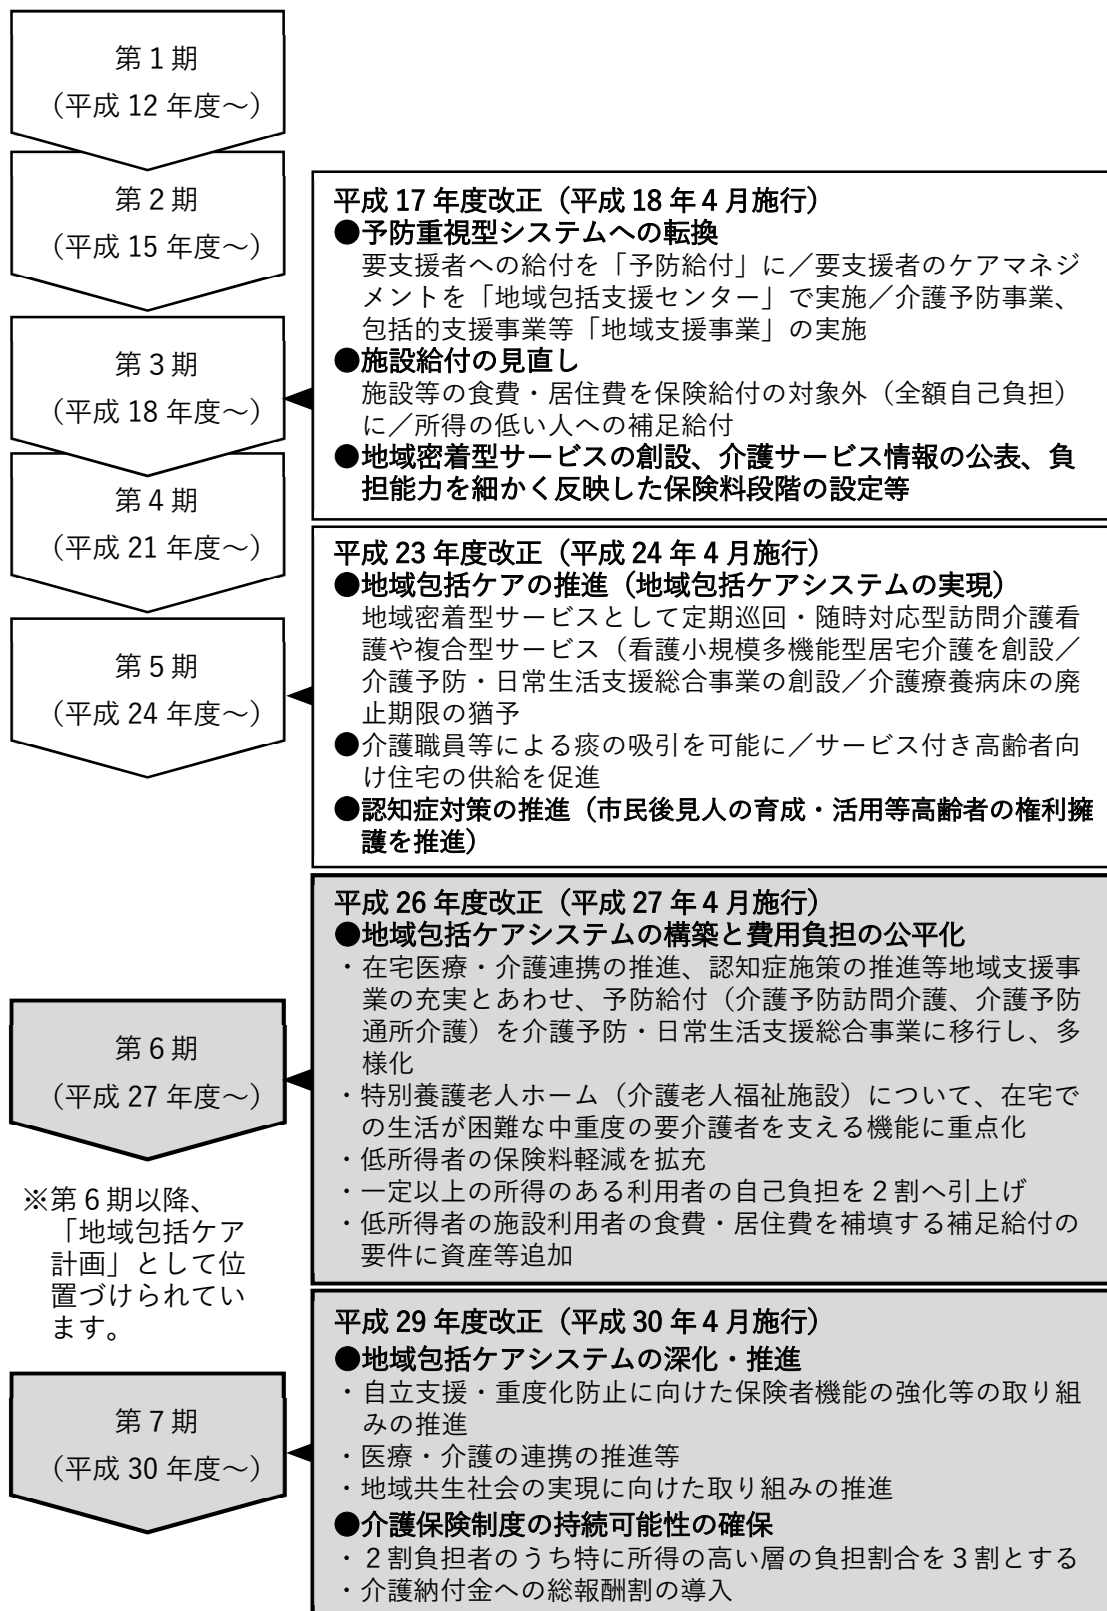 第１期
（平成 12 年度～）
第２期
（平成 15 年度～）
第３期
（平成 18 年度～）
第４期
（平成 21 年度～）
第５期
（平成 24 年度～）
第６期
（平成 27 年度～）
※第６期以降、
「地域包括ケア
計画」として位
置づけられてい
ます。
第７期
（平成 30 年度～）
平成 17 年度改正（平成 18 年４月施行）
●予防重視型システムへの転換
要支援者への給付を「予防給付」に／要支援者のケアマネジ
メントを「地域包括支援センター」で実施／介護予防事業、
包括的支援事業等「地域支援事業」の実施
●施設給付の見直し
施設等の食費・居住費を保険給付の対象外（全額自己負担）
に／所得の低い人への補足給付
●地域密着型サービスの創設、介護サービス情報の公表、負
担能力を細かく反映した保険料段階の設定等
平成 23 年度改正（平成 24 年４月施行）
●地域包括ケアの推進（地域包括ケアシステムの実現）
地域密着型サービスとして定期巡回・随時対応型訪問介護看
護や複合型サービス（看護小規模多機能型居宅介護を創設／
介護予防・日常生活支援総合事業の創設／介護療養病床の廃
止期限の猶予
●介護職員等による痰の吸引を可能に／サービス付き高齢者向
け住宅の供給を促進
●認知症対策の推進（市民後見人の育成・活用等高齢者の権利擁
護を推進）
平成 26 年度改正（平成 27 年４月施行）
●地域包括ケアシステムの構築と費用負担の公平化
・在宅医療・介護連携の推進、認知症施策の推進等地域支援事
業の充実とあわせ、予防給付（介護予防訪問介護、介護予防
通所介護）を介護予防・日常生活支援総合事業に移行し、多
様化
・特別養護老人ホーム（介護老人福祉施設）について、在宅で
の生活が困難な中重度の要介護者を支える機能に重点化
・低所得者の保険料軽減を拡充
・一定以上の所得のある利用者の自己負担を２割へ引上げ
・低所得者の施設利用者の食費・居住費を補填する補足給付の
要件に資産等追加
平成 29 年度改正（平成 30 年４月施行）
●地域包括ケアシステムの深化・推進
・自立支援・重度化防止に向けた保険者機能の強化等の取り組
みの推進
・医療・介護の連携の推進等
・地域共生社会の実現に向けた取り組みの推進
●介護保険制度の持続可能性の確保
・２割負担者のうち特に所得の高い層の負担割合を３割とする
・介護納付金への総報酬割の導入